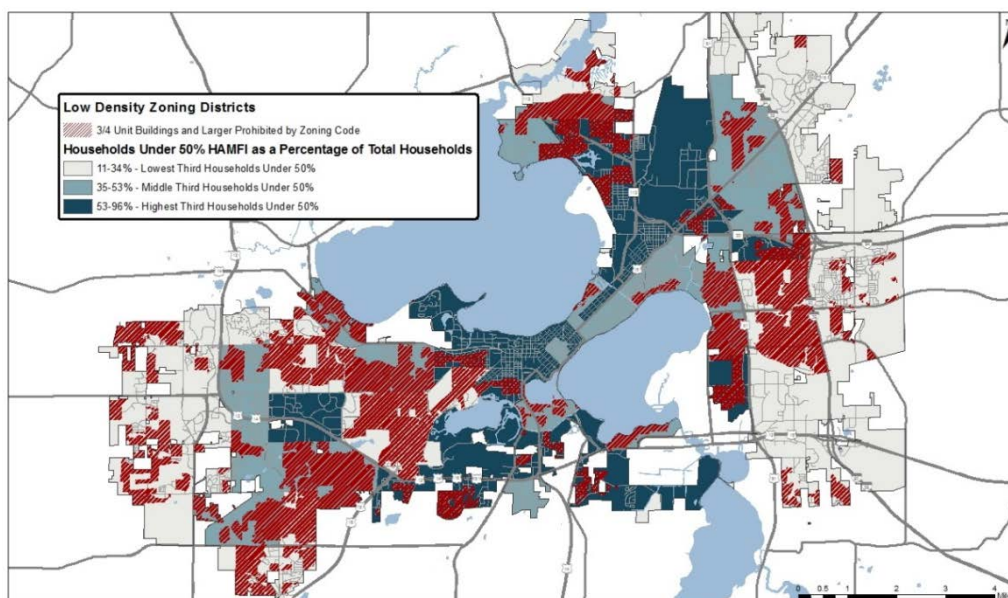 Low Density Zoning Districts
3/4 Unit Buildings and Larger Prohibited by Zoning Code
Households Under 50% HAMFI as a Percentage of Total Households
11-34% - Lowest Third Households Under 50%
35-53% - Middle Third Households Under 50%
53-96% - Highest Third Households Under 50%
0 0.5 1 2 3 4